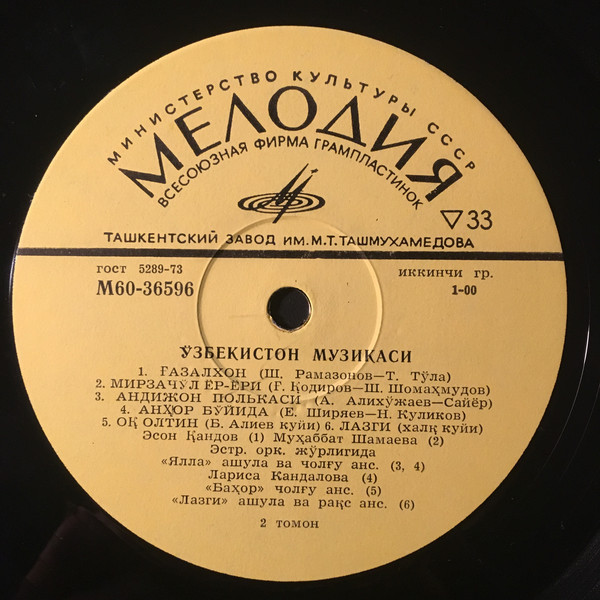 МИНИСТЕРСТВО КУЛЬТУРЫ СССР
МЕЛОДИЯ
ВСЕСОЮЗНАЯ ФИРМА ГРАМПЛАСТИНОК
33
ТАШКЕНТСКИЙ ЗАВОД ИМ. М.Т.ТАШМУХАМЕДОВА
гост 5289-73
иккинчи гр.
М60-36596
1-00
ЎЗБЕКИСТОН МУЗИҚАСИ
1. ҒАЗАЛХОН (Ш. Рамазонов—Т. Тўла)
2. МИРЗАЧЎЛ ЁР-ЁРИ (Ғ. Қодиров—Ш. Шомаҳмудов)
3. АНДИЖОН ПОЛЬКАСИ (А. Алихўжаев—Сайёр)
4. АНҲОР БЎЙИДА (Е. Ширяев—Н. Куликов)
5. ОҚ ОЛТИН (Б. Алиев куйи) 6. ЛАЗГИ (халқ куйи)
Эсон Қандов (1) Муҳаббат Шамаева (2)
Эстр. орк. жўрлигида
«Ялла» ашула ва чолғу анс. (3, 4)
Лариса Кандалова (4)
«Баҳор» чолғу анс. (5)
«Лазги» ашула ва рақс анс. (6)
2 томон